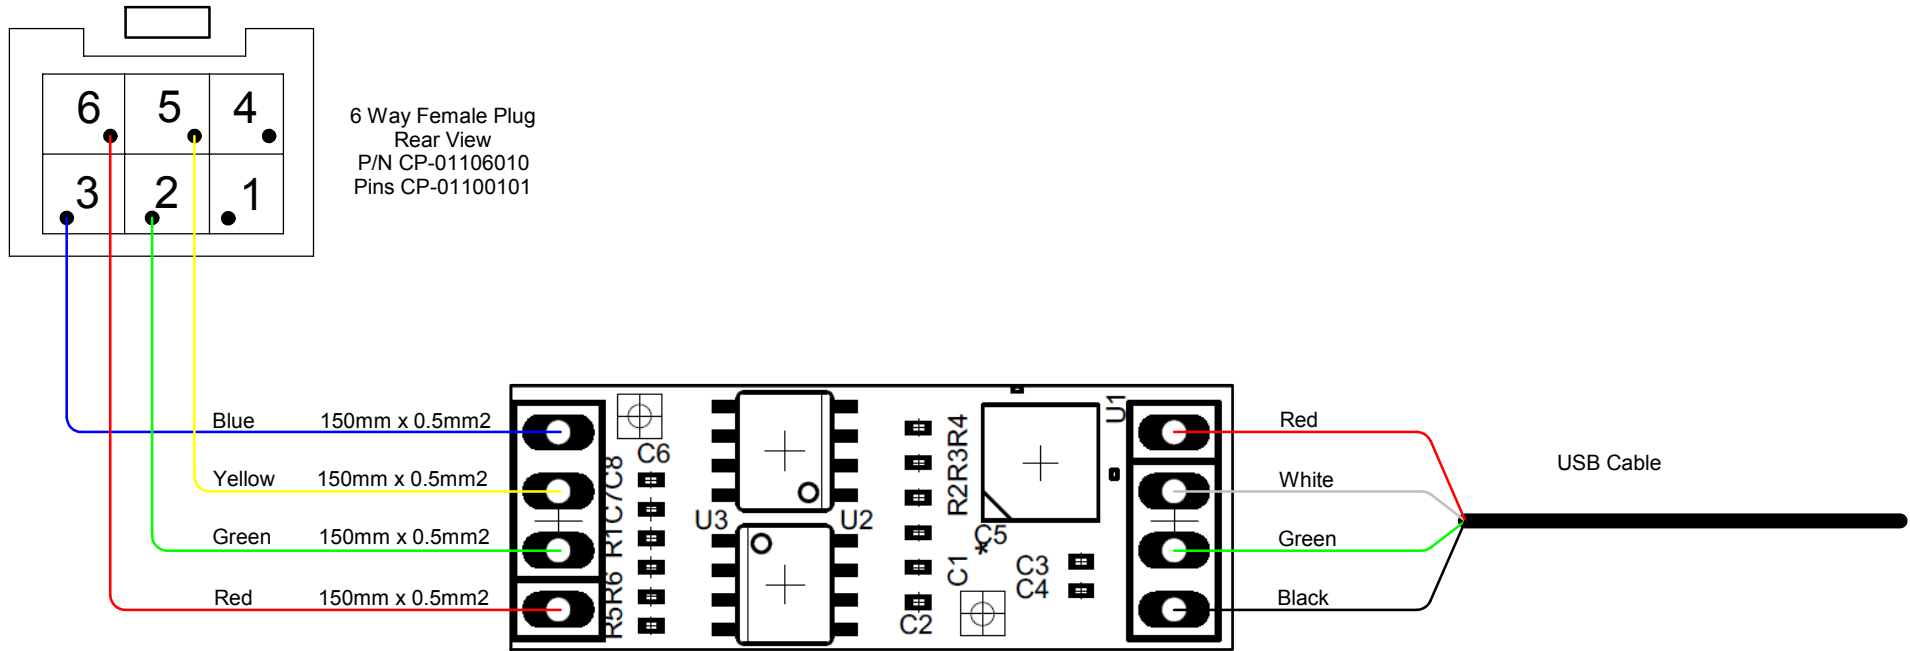 6 5 4
3 2 1
6 Way Female Plug
Rear View
P/N CP-01106010
Pins CP-01100101
Blue 150mm x 0.5mm2
Yellow 150mm x 0.5mm2
Green 150mm x 0.5mm2
Red 150mm x 0.5mm2
C6
R5R6 R1C7C8
U3
U2
R2R3R4
C2
C1
C5
*
C3
C4
U1
Red
White
Green
Black
USB Cable